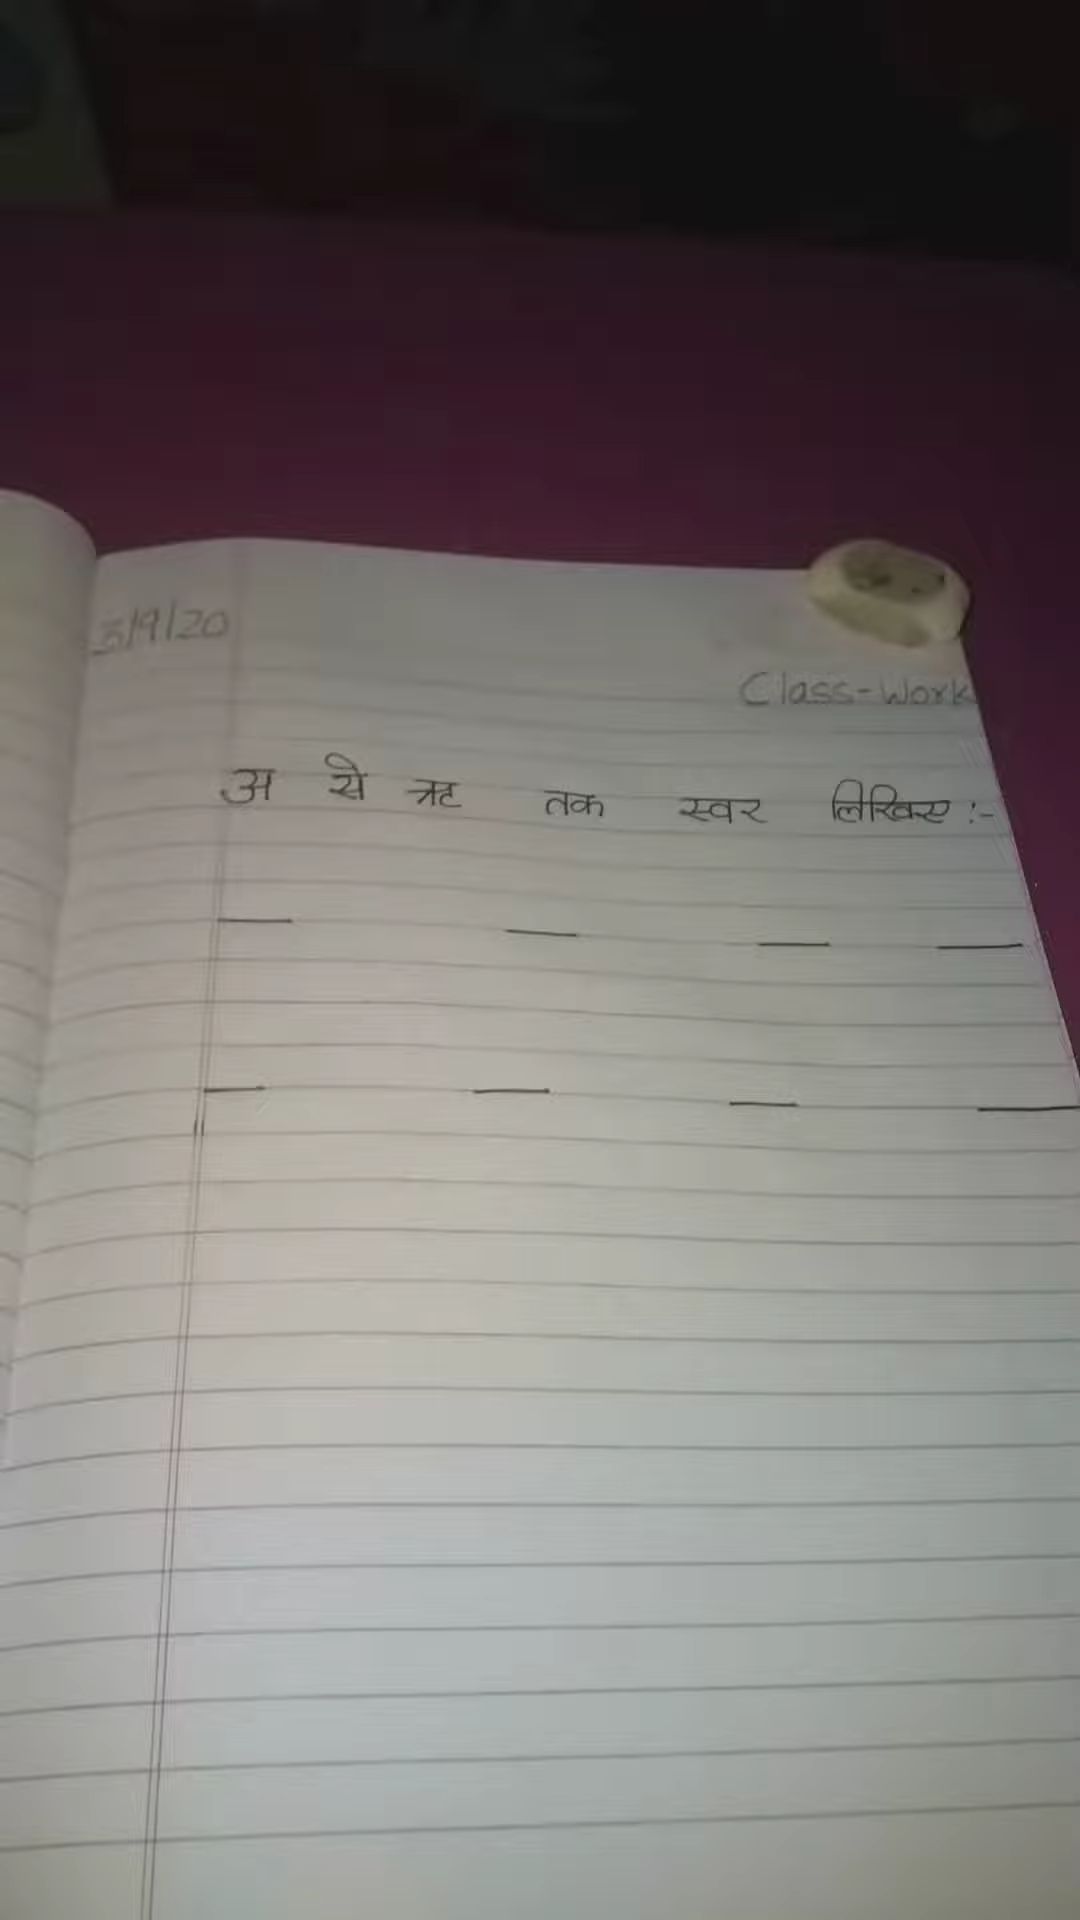 3/9/20
Class-Work
अ से ऋ तक स्वर लिखिए :-